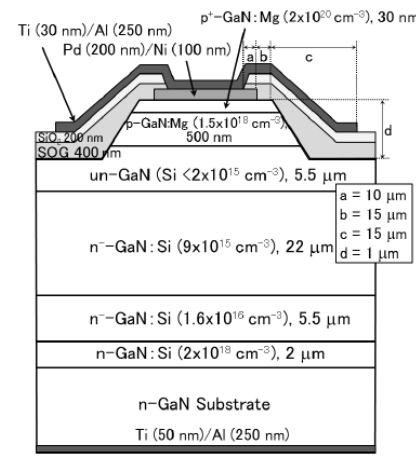 p⁺-GaN:Mg (2x10²⁰ cm⁻³), 30 nm
Ti (30 nm)/Al (250 nm)
Pd (200 nm)/Ni (100 nm)
a b c
d
p-GaN:Mg (1.5x10¹⁸ cm⁻³),
500 nm
SiO₂ 200 nm
SOG 400 nm
un-GaN (Si <2x10¹⁵ cm⁻³), 5.5 μm
a = 10 μm
b = 15 μm
c = 15 μm
d = 1 μm
n⁻-GaN:Si (9x10¹⁵ cm⁻³), 22 μm
n⁻-GaN:Si (1.6x10¹⁶ cm⁻³), 5.5 μm
n-GaN:Si (2x10¹⁸ cm⁻³), 2 μm
n-GaN Substrate
Ti (50 nm)/Al (250 nm)